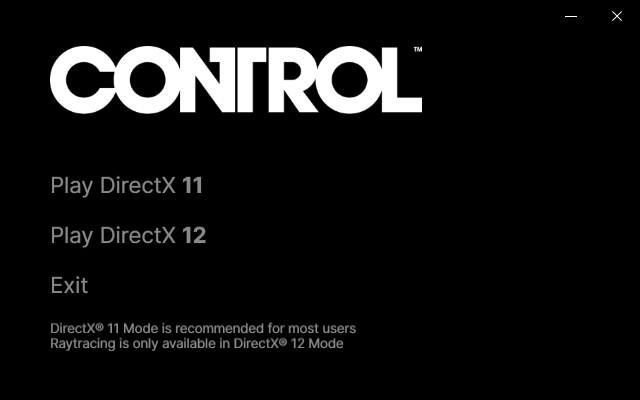 CONTROL™
Play DirectX 11
Play DirectX 12
Exit
DirectX® 11 Mode is recommended for most users
Raytracing is only available in DirectX® 12 Mode